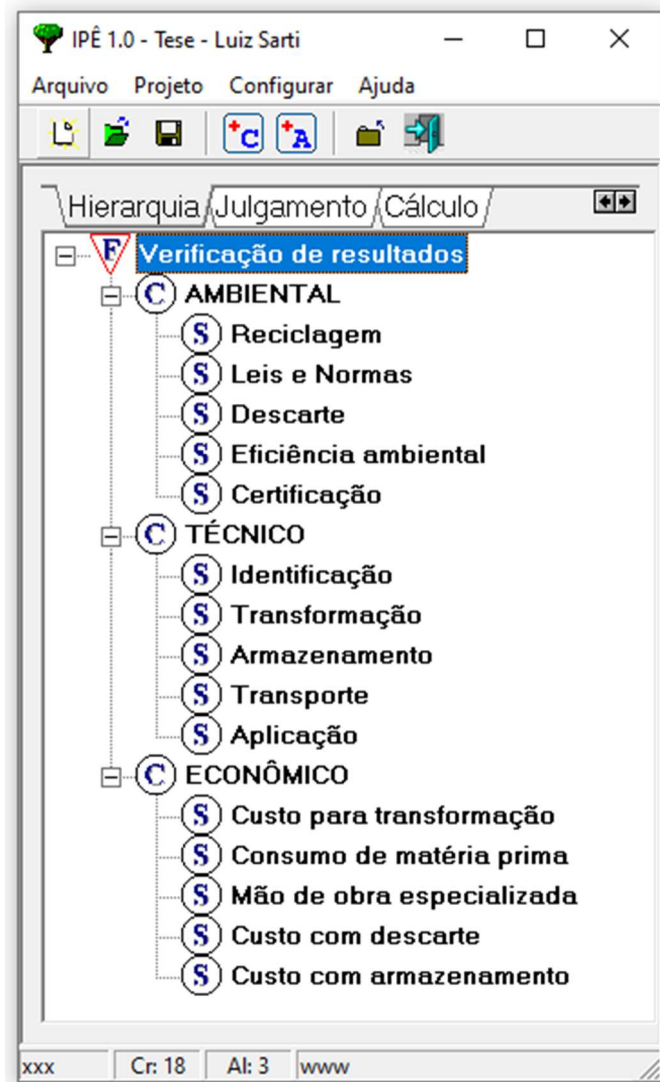 IPÊ 1.0 - Tese - Luiz Sarti
Arquivo Projeto Configurar Ajuda
+C +A
Hierarquia Julgamento Cálculo
F Verificação de resultados
C AMBIENTAL
S Reciclagem
S Leis e Normas
S Descarte
S Eficiência ambiental
S Certificação
C TÉCNICO
S Identificação
S Transformação
S Armazenamento
S Transporte
S Aplicação
C ECONÔMICO
S Custo para transformação
S Consumo de matéria prima
S Mão de obra especializada
S Custo com descarte
S Custo com armazenamento
xxx Cr: 18 Al: 3 www